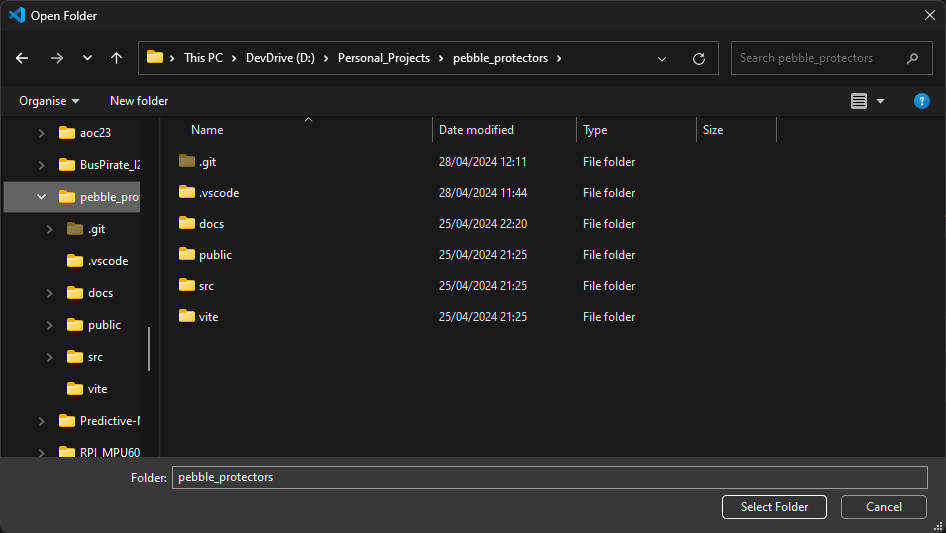 Open Folder
This PC > DevDrive (D:) > Personal_Projects > pebble_protectors >
Search pebble_protectors
Organise
New folder
?
aoc23
BusPirate_I2
pebble_prot
.git
.vscode
docs
public
src
vite
Predictive-M
RPI_MPU60
Name Date modified Type Size
.git 28/04/2024 12:11 File folder
.vscode 28/04/2024 11:44 File folder
docs 25/04/2024 22:20 File folder
public 25/04/2024 21:25 File folder
src 25/04/2024 21:25 File folder
vite 25/04/2024 21:25 File folder
Folder: pebble_protectors
Select Folder
Cancel